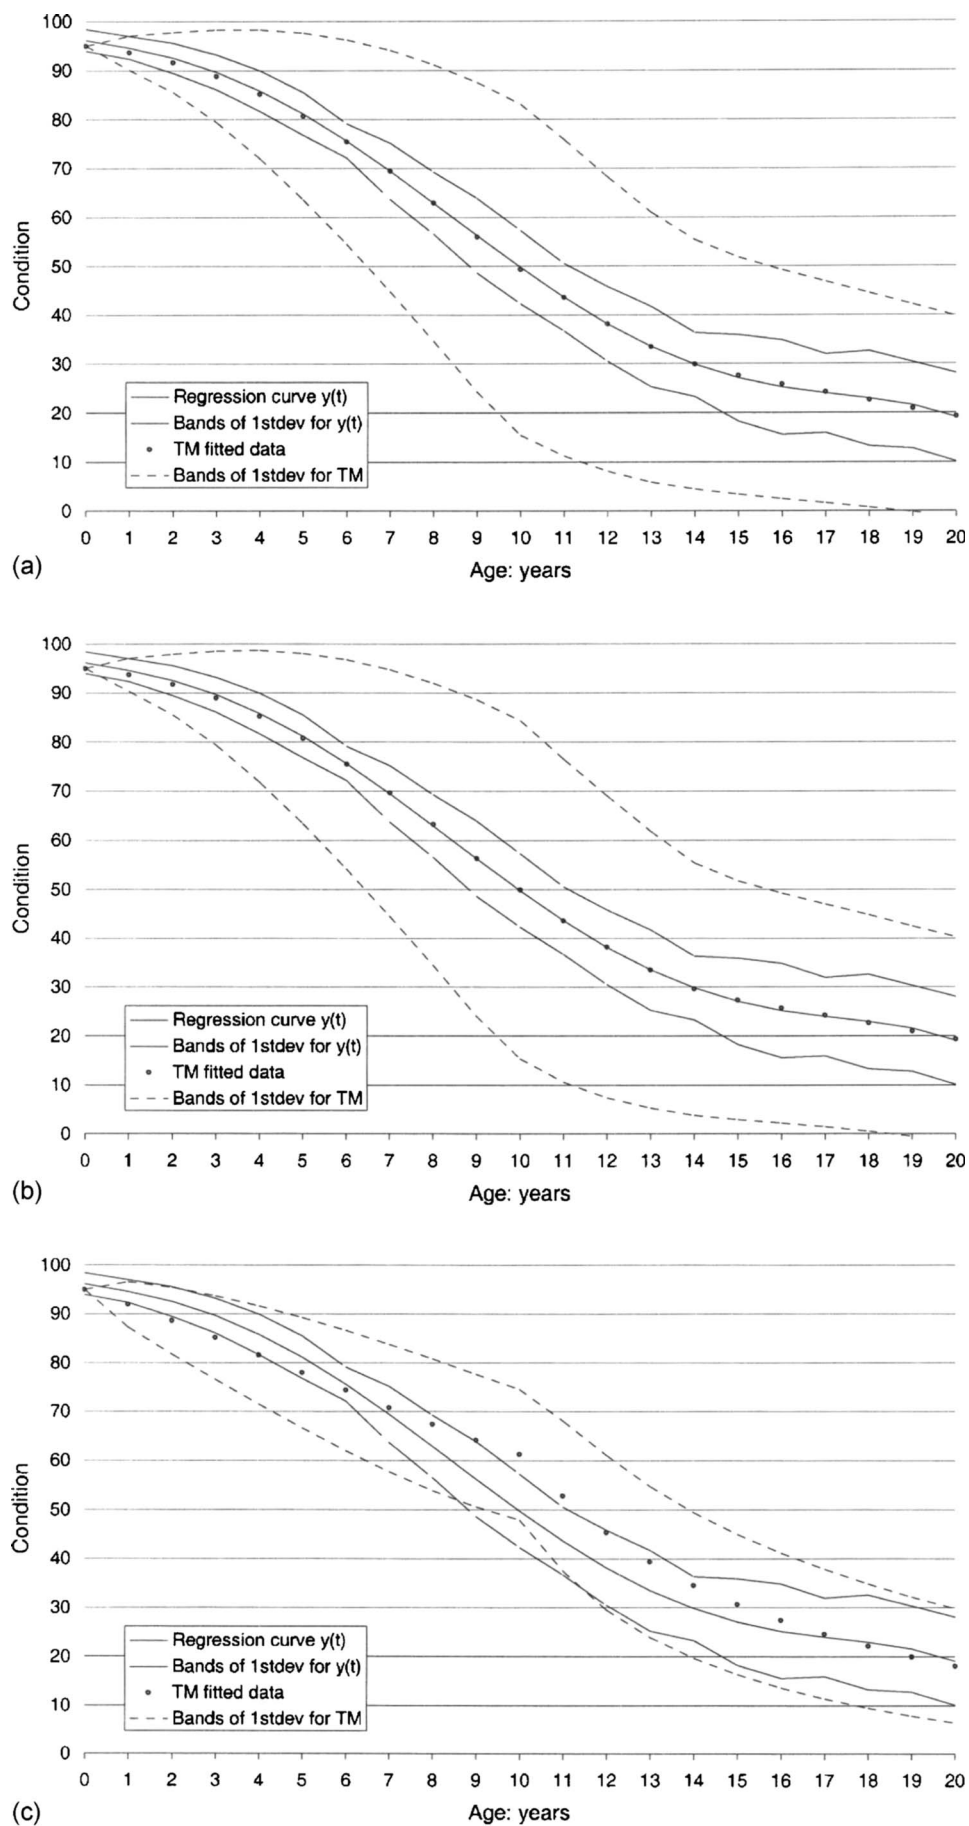 100
90
80
70
60
50
40
30
20
10
0
Condition
Regression curve y(t)
Bands of 1stdev for y(t)
TM fitted data
Bands of 1stdev for TM
0 1 2 3 4 5 6 7 8 9 10 11 12 13 14 15 16 17 18 19 20
(a)
Age: years
100
90
80
70
60
50
40
30
20
10
0
Condition
Regression curve y(t)
Bands of 1stdev for y(t)
TM fitted data
Bands of 1stdev for TM
0 1 2 3 4 5 6 7 8 9 10 11 12 13 14 15 16 17 18 19 20
(b)
Age: years
100
90
80
70
60
50
40
30
20
10
0
Condition
Regression curve y(t)
Bands of 1stdev for y(t)
TM fitted data
Bands of 1stdev for TM
0 1 2 3 4 5 6 7 8 9 10 11 12 13 14 15 16 17 18 19 20
(c)
Age: years